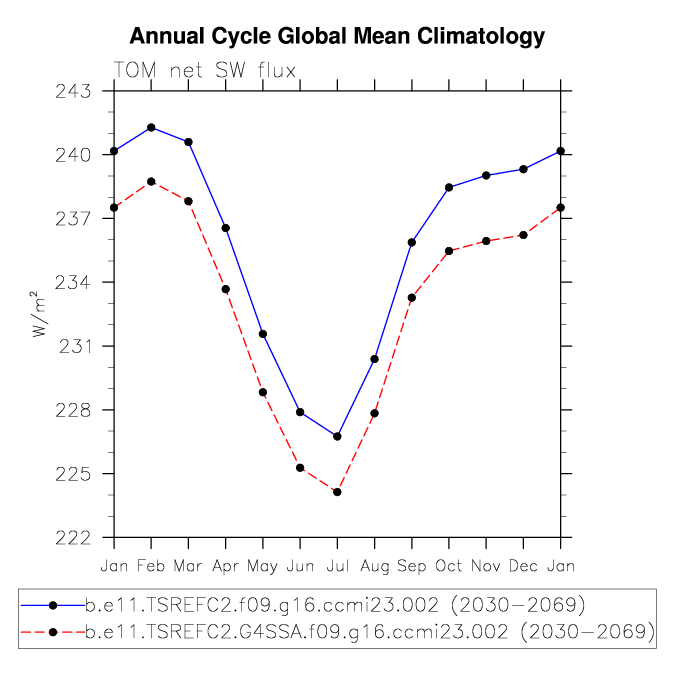 Annual Cycle Global Mean Climatology
TOM net SW flux
243
240
237
234
231
228
225
222
W/m²
Jan Feb Mar Apr May Jun Jul Aug Sep Oct Nov Dec Jan
b.e11.TSREFC2.f09.g16.ccmi23.002 (2030-2069)
b.e11.TSREFC2.G4SSA.f09.g16.ccmi23.002 (2030-2069)